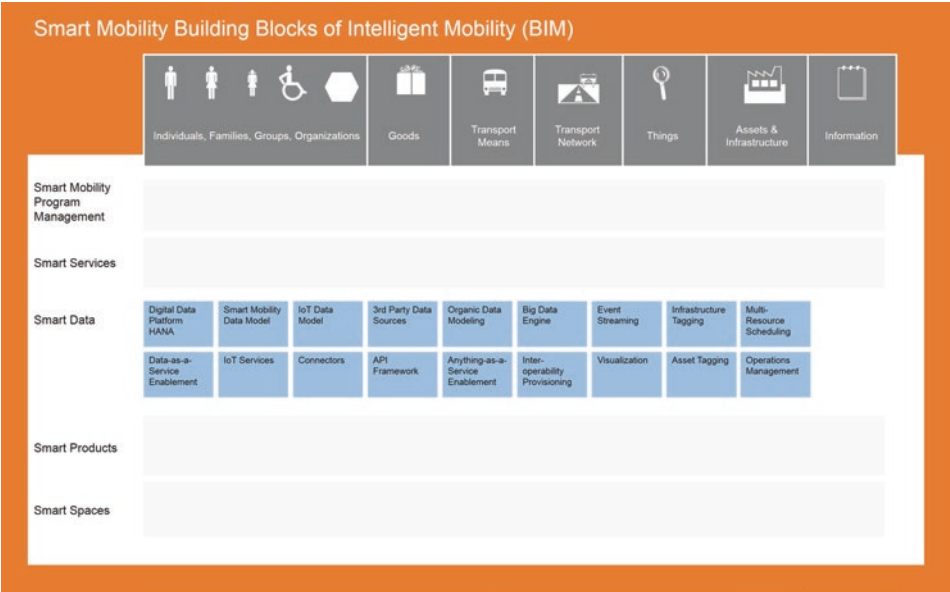 Smart Mobility Building Blocks of Intelligent Mobility (BIM)
Individuals, Families, Groups, Organizations
Goods
Transport
Means
Transport
Network
Things
Assets &
Infrastructure
Information
Smart Mobility
Program
Management
Smart Services
Smart Data
Digital Data
Platform
HANA
Smart Mobility
Data Model
IoT Data
Model
3rd Party Data
Sources
Organic Data
Modeling
Big Data
Engine
Event
Streaming
Infrastructure
Tagging
Multi-
Resource
Scheduling
Data-as-a-
Service
Enablement
IoT Services
Connectors
API
Framework
Anything-as-a-
Service
Enablement
Inter-
operability
Provisioning
Visualization
Asset Tagging
Operations
Management
Smart Products
Smart Spaces